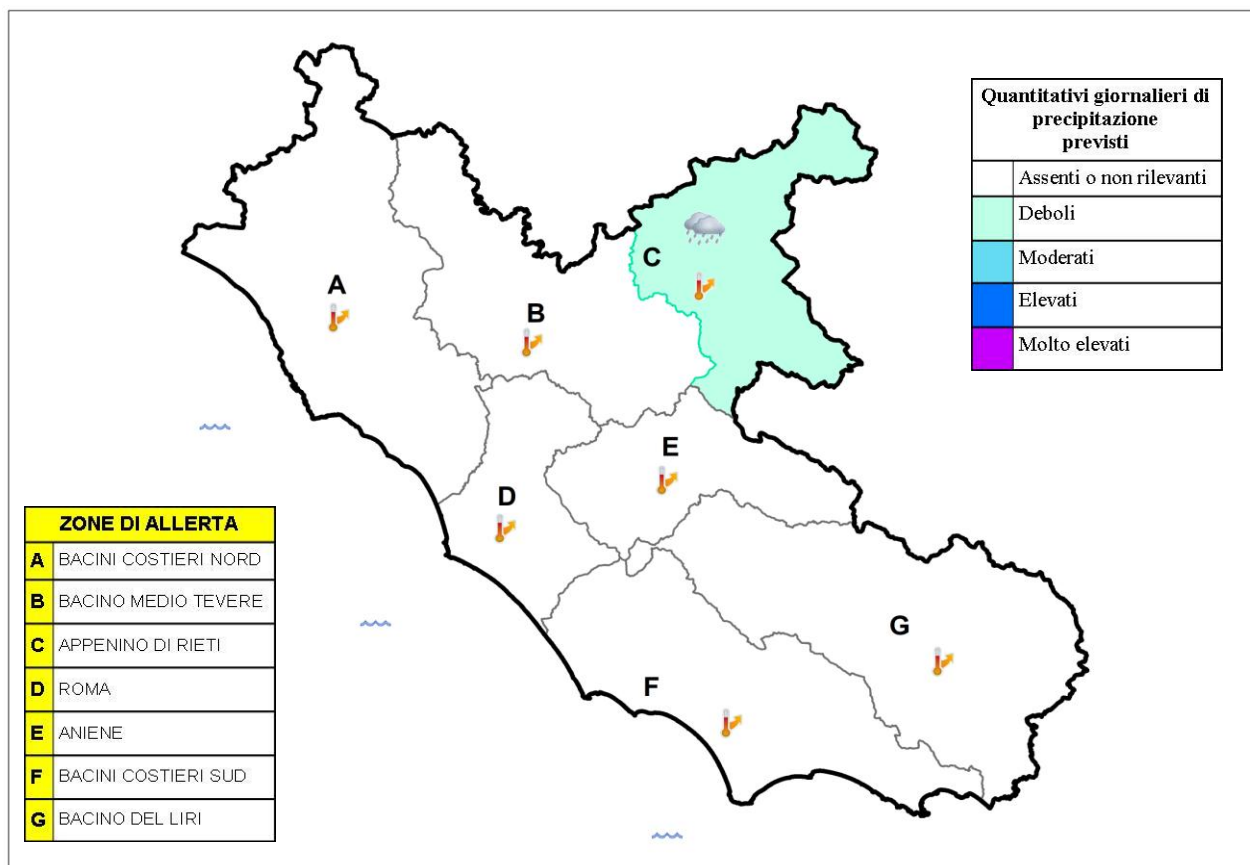 Quantitativi giornalieri di
precipitazione
previsti
Assenti o non rilevanti
Deboli
Moderati
Elevati
Molto elevati
C
A
B
E
D
G
F
ZONE DI ALLERTA
A BACINI COSTIERI NORD
B BACINO MEDIO TEVERE
C APPENINO DI RIETI
D ROMA
E ANIENE
F BACINI COSTIERI SUD
G BACINO DEL LIRI